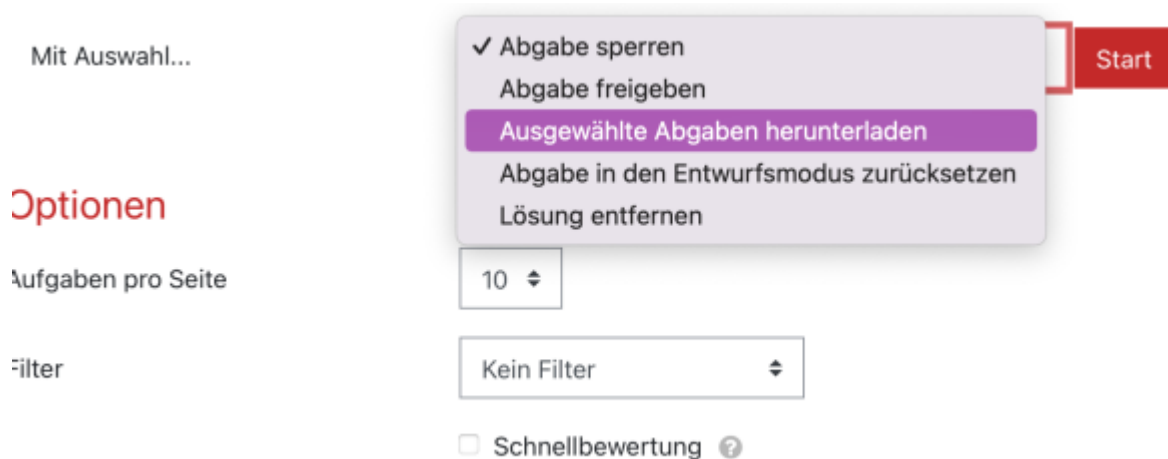 Mit Auswahl...
✓ Abgabe sperren
Start
Abgabe freigeben
Ausgewählte Abgaben herunterladen
Abgabe in den Entwurfsmodus zurücksetzen
Lösung entfernen
Optionen
Aufgaben pro Seite
10
Filter
Kein Filter
Schnellbewertung ?